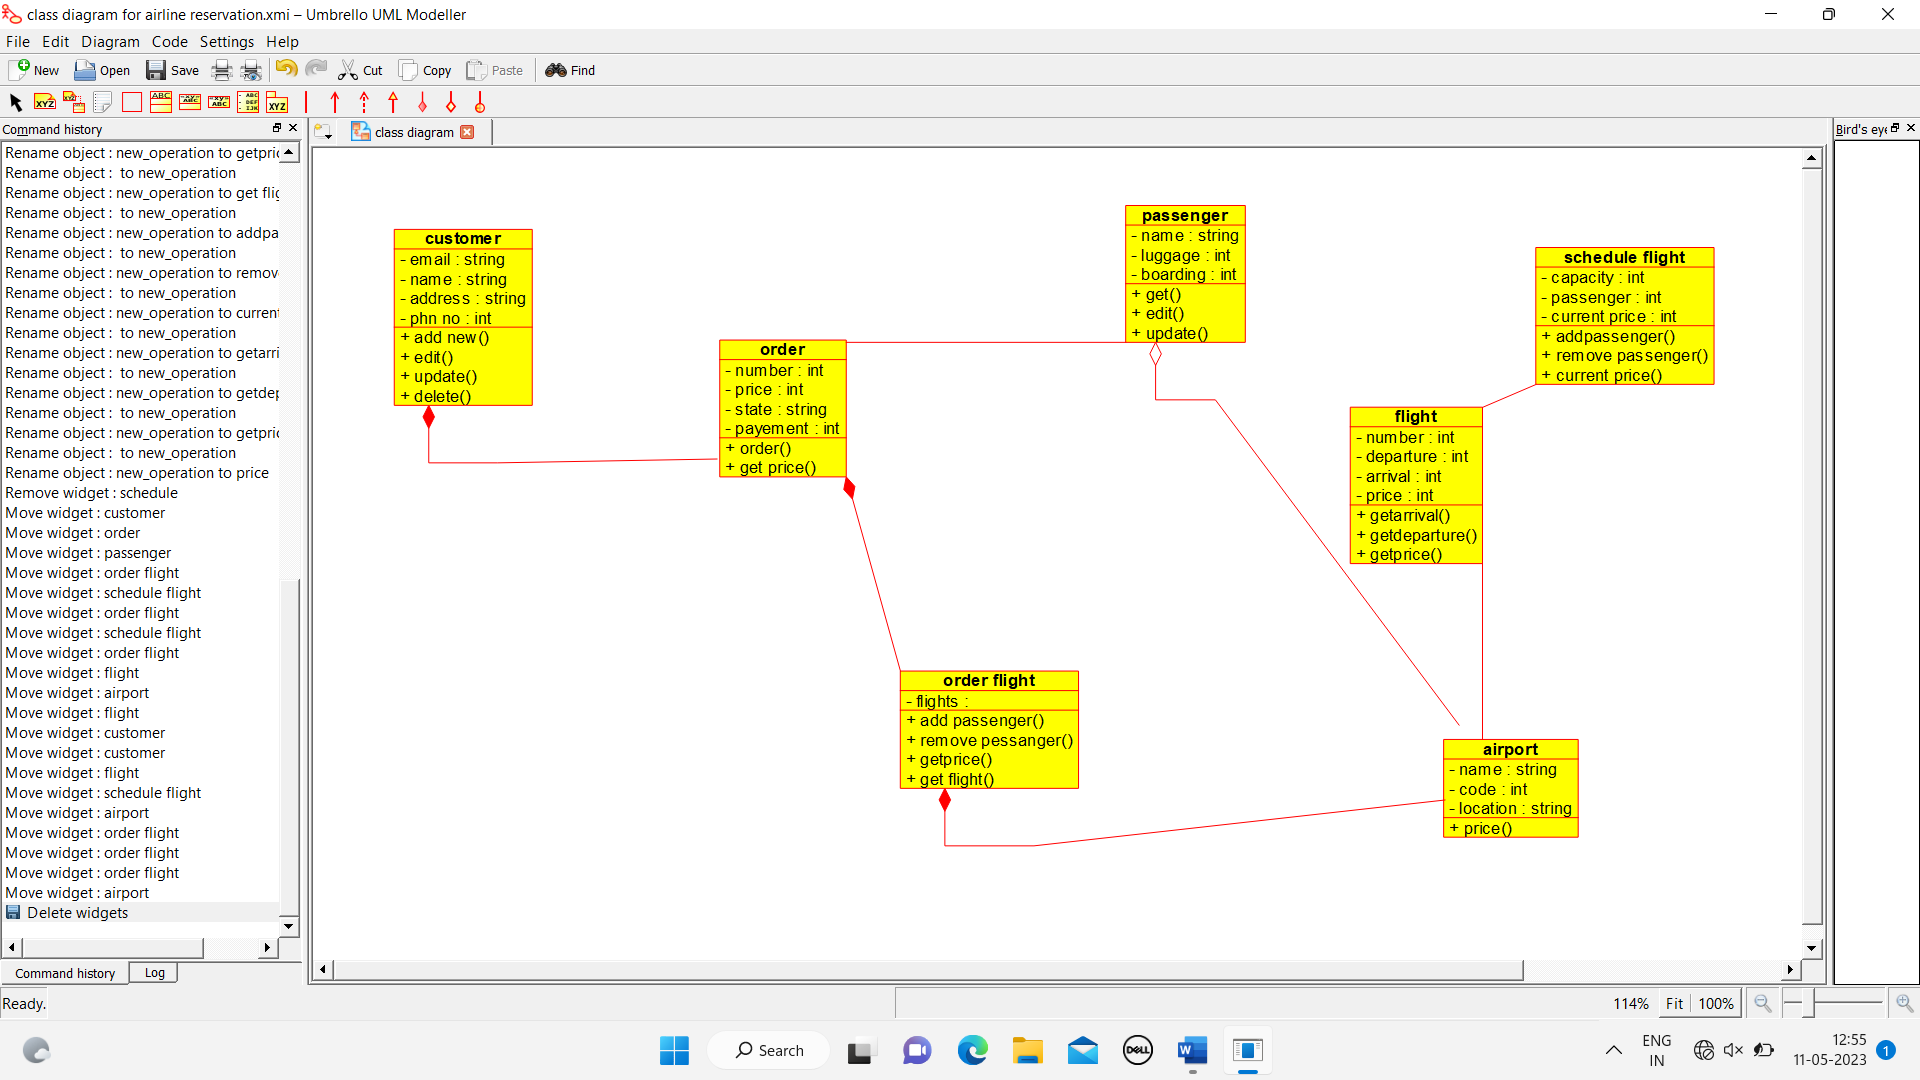 class diagram for airline reservation.xmi – Umbrello UML Modeller
File Edit Diagram Code Settings Help
New Open Save Cut Copy Paste Find
Command history
class diagram
Bird's eye
Rename object : new_operation to getpric
Rename object :  to new_operation
Rename object : new_operation to get flig
Rename object :  to new_operation
Rename object : new_operation to addpa
Rename object :  to new_operation
Rename object : new_operation to remov
Rename object :  to new_operation
Rename object : new_operation to current
Rename object :  to new_operation
Rename object : new_operation to getarri
Rename object :  to new_operation
Rename object : new_operation to getdep
Rename object :  to new_operation
Rename object : new_operation to getpric
Rename object :  to new_operation
Rename object : new_operation to price
Remove widget : schedule
Move widget : customer
Move widget : order
Move widget : passenger
Move widget : order flight
Move widget : schedule flight
Move widget : order flight
Move widget : schedule flight
Move widget : order flight
Move widget : flight
Move widget : airport
Move widget : flight
Move widget : customer
Move widget : customer
Move widget : flight
Move widget : schedule flight
Move widget : airport
Move widget : order flight
Move widget : order flight
Move widget : order flight
Move widget : airport
Delete widgets
Command history Log
customer
- email : string
- name : string
- address : string
- phn no : int
+ add new()
+ edit()
+ update()
+ delete()
order
- number : int
- price : int
- state : string
- payement : int
+ order()
+ get price()
passenger
- name : string
- luggage : int
- boarding : int
+ get()
+ edit()
+ update()
schedule flight
- capacity : int
- passenger : int
- current price : int
+ addpassenger()
+ remove passenger()
+ current price()
flight
- number : int
- departure : int
- arrival : int
- price : int
+ getarrival()
+ getdeparture()
+ getprice()
order flight
- flights :
+ add passenger()
+ remove pessanger()
+ getprice()
+ get flight()
airport
- name : string
- code : int
- location : string
+ price()
Ready.
114% Fit 100%
Search
DELL
W
ENG
IN
12:55
11-05-2023
1